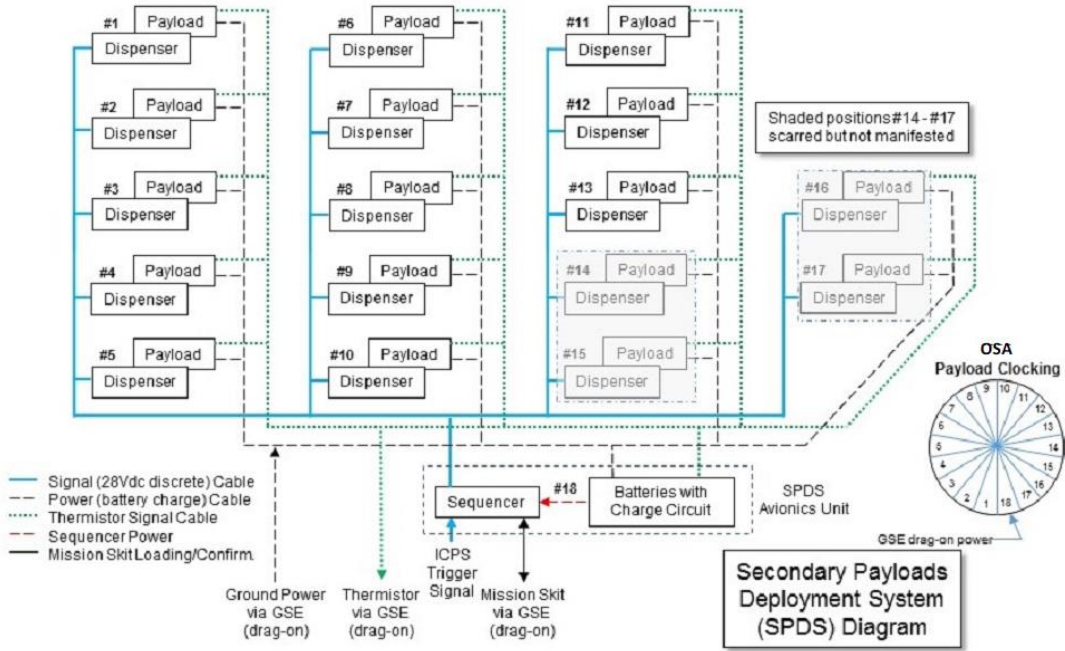 #1 Payload
Dispenser
#2 Payload
Dispenser
#3 Payload
Dispenser
#4 Payload
Dispenser
#5 Payload
Dispenser
#6 Payload
Dispenser
#7 Payload
Dispenser
#8 Payload
Dispenser
#9 Payload
Dispenser
#10 Payload
Dispenser
#11 Payload
Dispenser
#12 Payload
Dispenser
#13 Payload
Dispenser
#14 Payload
Dispenser
#15 Payload
Dispenser
Shaded positions #14 - #17
scarred but not manifested
#16 Payload
Dispenser
#17 Payload
Dispenser
OSA
Payload Clocking
9
10
11
12
13
14
15
16
17
18
1
2
3
4
5
6
7
8
GSE drag-on power
Signal (28Vdc discrete) Cable
Power (battery charge) Cable
Thermistor Signal Cable
Sequencer Power
Mission Skit Loading/Confirm.
Sequencer
#18
Batteries with
Charge Circuit
SPDS
Avionics Unit
Ground Power
via GSE
(drag-on)
Thermistor
via GSE
(drag-on)
ICPS
Trigger
Signal
Mission Skit
via GSE
(drag-on)
Secondary Payloads
Deployment System
(SPDS) Diagram